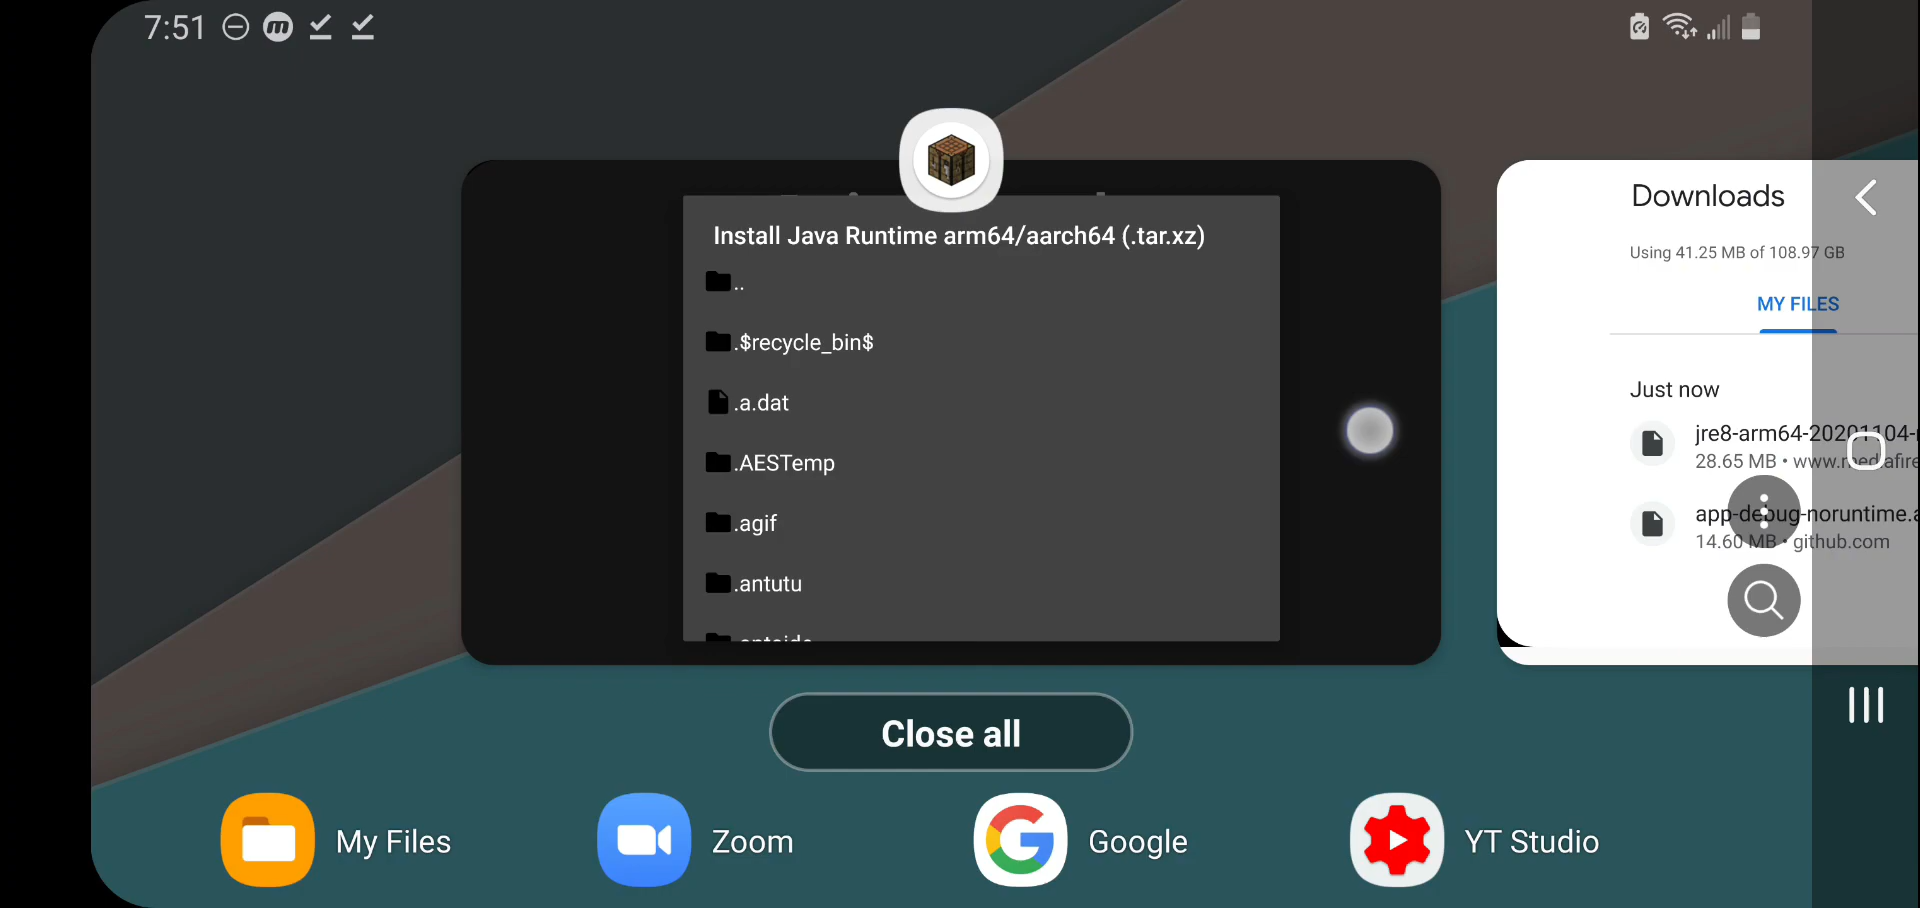 7:51
Install Java Runtime arm64/aarch64 (.tar.xz)
..
.$recycle_bin$
.a.dat
.AESTemp
.agif
.antutu
Downloads
Using 41.25 MB of 108.97 GB
MY FILES
Just now
jre8-arm64-20201104-
28.65 MB • www.mediafire
app-debug-noruntime.a
14.60 MB • github.com
Close all
My Files
Zoom
Google
YT Studio